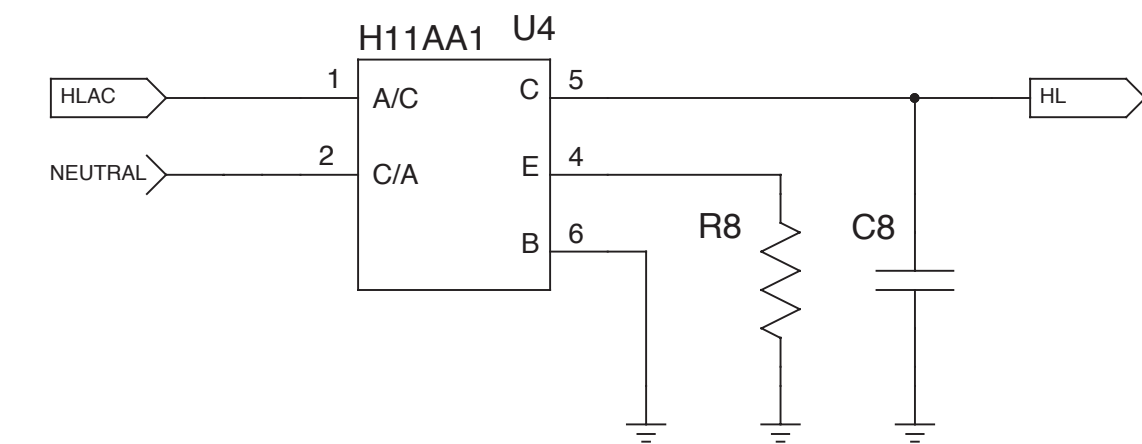 H11AA1 U4
HLAC 1 A/C C 5 HL
NEUTRAL 2 C/A E 4
R8 C8
B 6